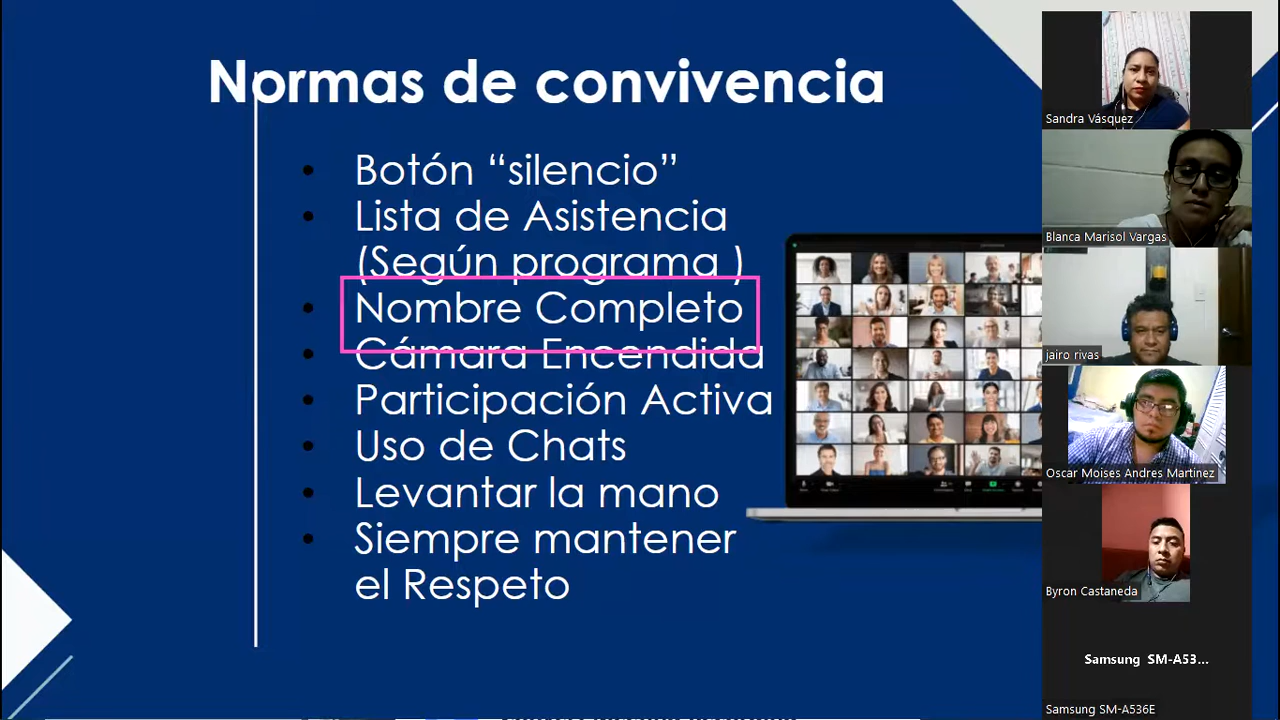 Normas de convivencia
Botón “silencio”
Lista de Asistencia
(Según programa )
Nombre Completo
Cámara Encendida
Participación Activa
Uso de Chats
Levantar la mano
Siempre mantener
el Respeto
Sandra Vásquez
Blanca Marisol Vargas
jairo rivas
Oscar Moises Andres Martinez
Byron Castaneda
Samsung SM-A53...
Samsung SM-A536E